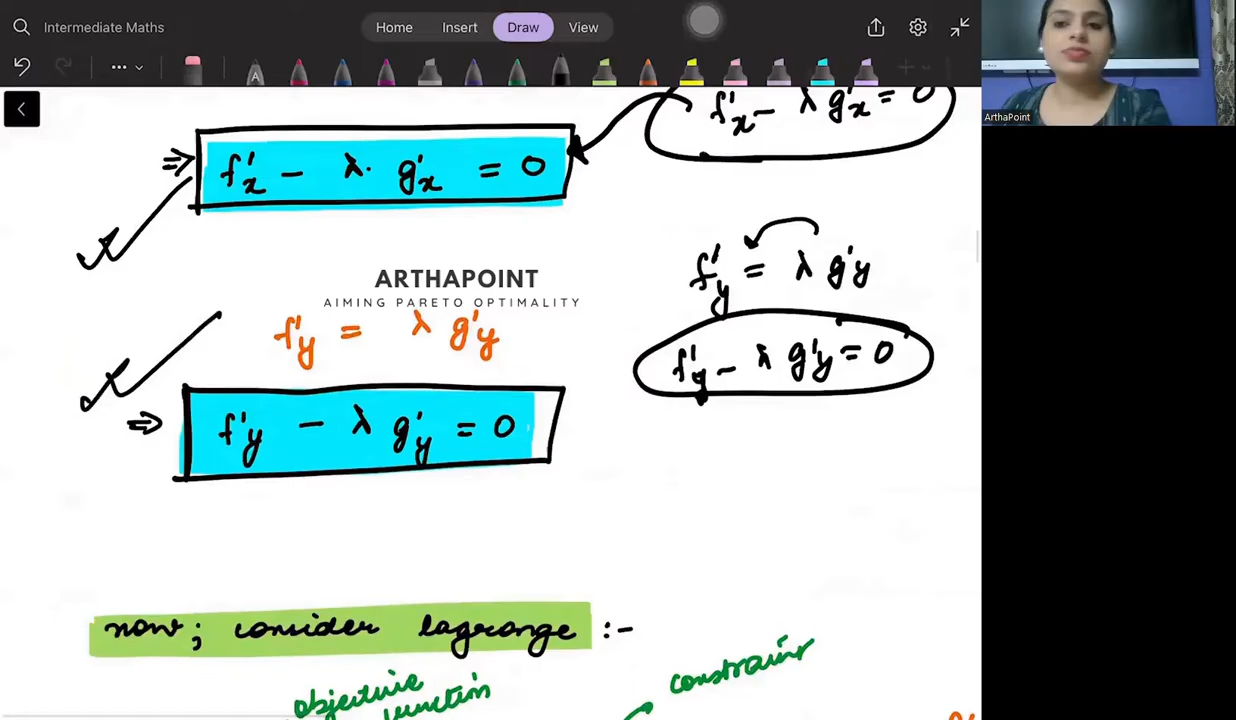 Intermediate Maths
Home Insert Draw View
A
f'x - λ g'x = 0
⇒ f'x - λ. g'x = 0
ArthaPoint
f'y = λ g'y
ARTHAPOINT
AIMING PARETO OPTIMALITY
f'y = λ g'y
f'y - λ g'y = 0
⇒ f'y - λ g'y = 0
now; consider lagrange :-
constraint
objective
function